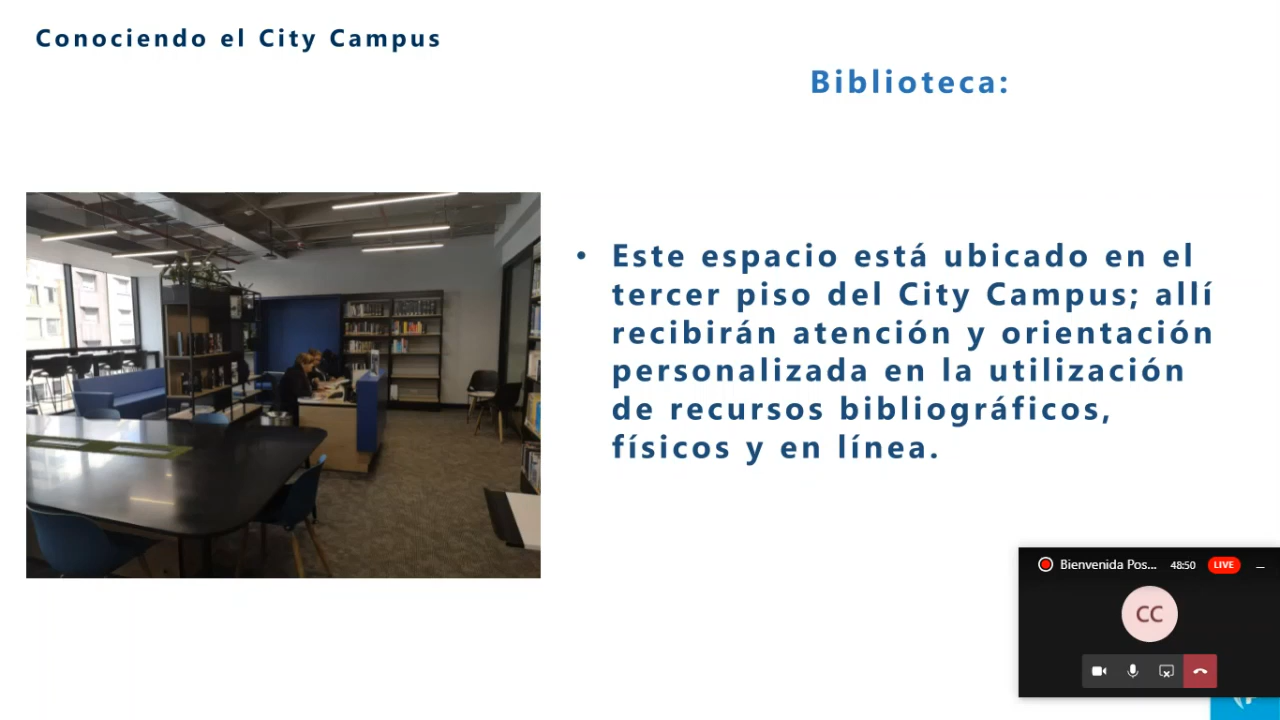 Conociendo el City Campus
Biblioteca:
• Este espacio está ubicado en el
tercer piso del City Campus; allí
recibirán atención y orientación
personalizada en la utilización
de recursos bibliográficos,
físicos y en línea.
Bienvenida Pos... 48:50 LIVE
CC